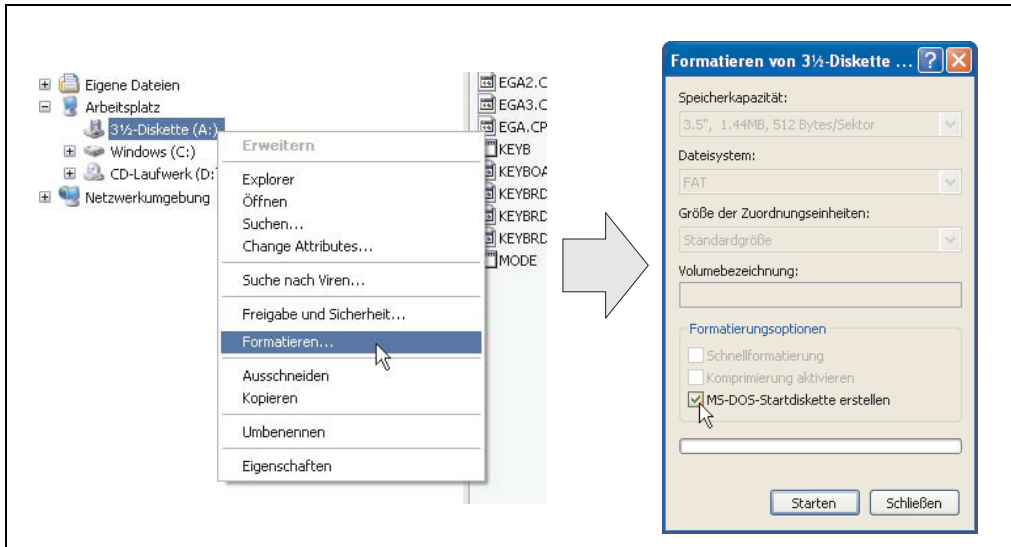 Eigene Dateien
Arbeitsplatz
3½-Diskette (A:)
Windows (C:)
CD-Laufwerk (D:
Netzwerkumgebung
Erweitern
Explorer
Öffnen
Suchen...
Change Attributes...
Suche nach Viren...
Freigabe und Sicherheit...
Formatieren...
Ausschneiden
Kopieren
Umbenennen
Eigenschaften
EGA2.C
EGA3.C
EGA.CP
KEYB
KEYBOA
KEYBRD
KEYBRD
KEYBRD
MODE
Formatieren von 3½-Diskette ...
Speicherkapazität:
3.5", 1.44MB, 512 Bytes/Sektor
Dateisystem:
FAT
Größe der Zuordnungseinheiten:
Standardgröße
Volumebezeichnung:
Formatierungsoptionen
Schnellformatierung
Komprimierung aktivieren
MS-DOS-Startdiskette erstellen
Starten
Schließen